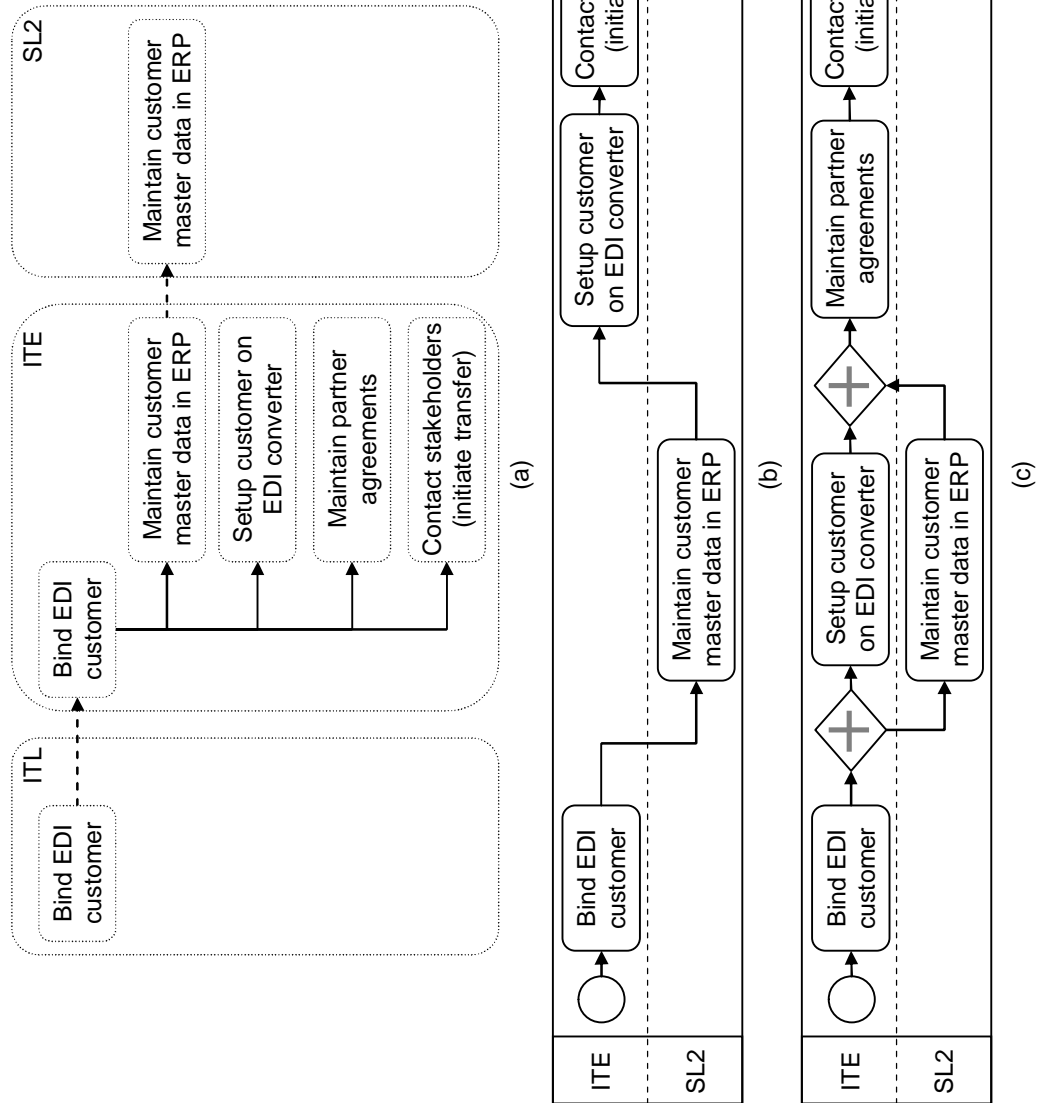 ITL
Bind EDI
customer
ITE
Bind EDI
customer
Maintain customer
master data in ERP
Setup customer on
EDI converter
Maintain partner
agreements
Contact stakeholders
(initiate transfer)
SL2
Maintain customer
master data in ERP
(a)
ITE
SL2
Bind EDI
customer
Maintain customer
master data in ERP
Setup customer
on EDI converter
(b)
ITE
SL2
Bind EDI
customer
Setup customer
on EDI converter
Maintain customer
master data in ERP
Maintain partner
agreements
(c)